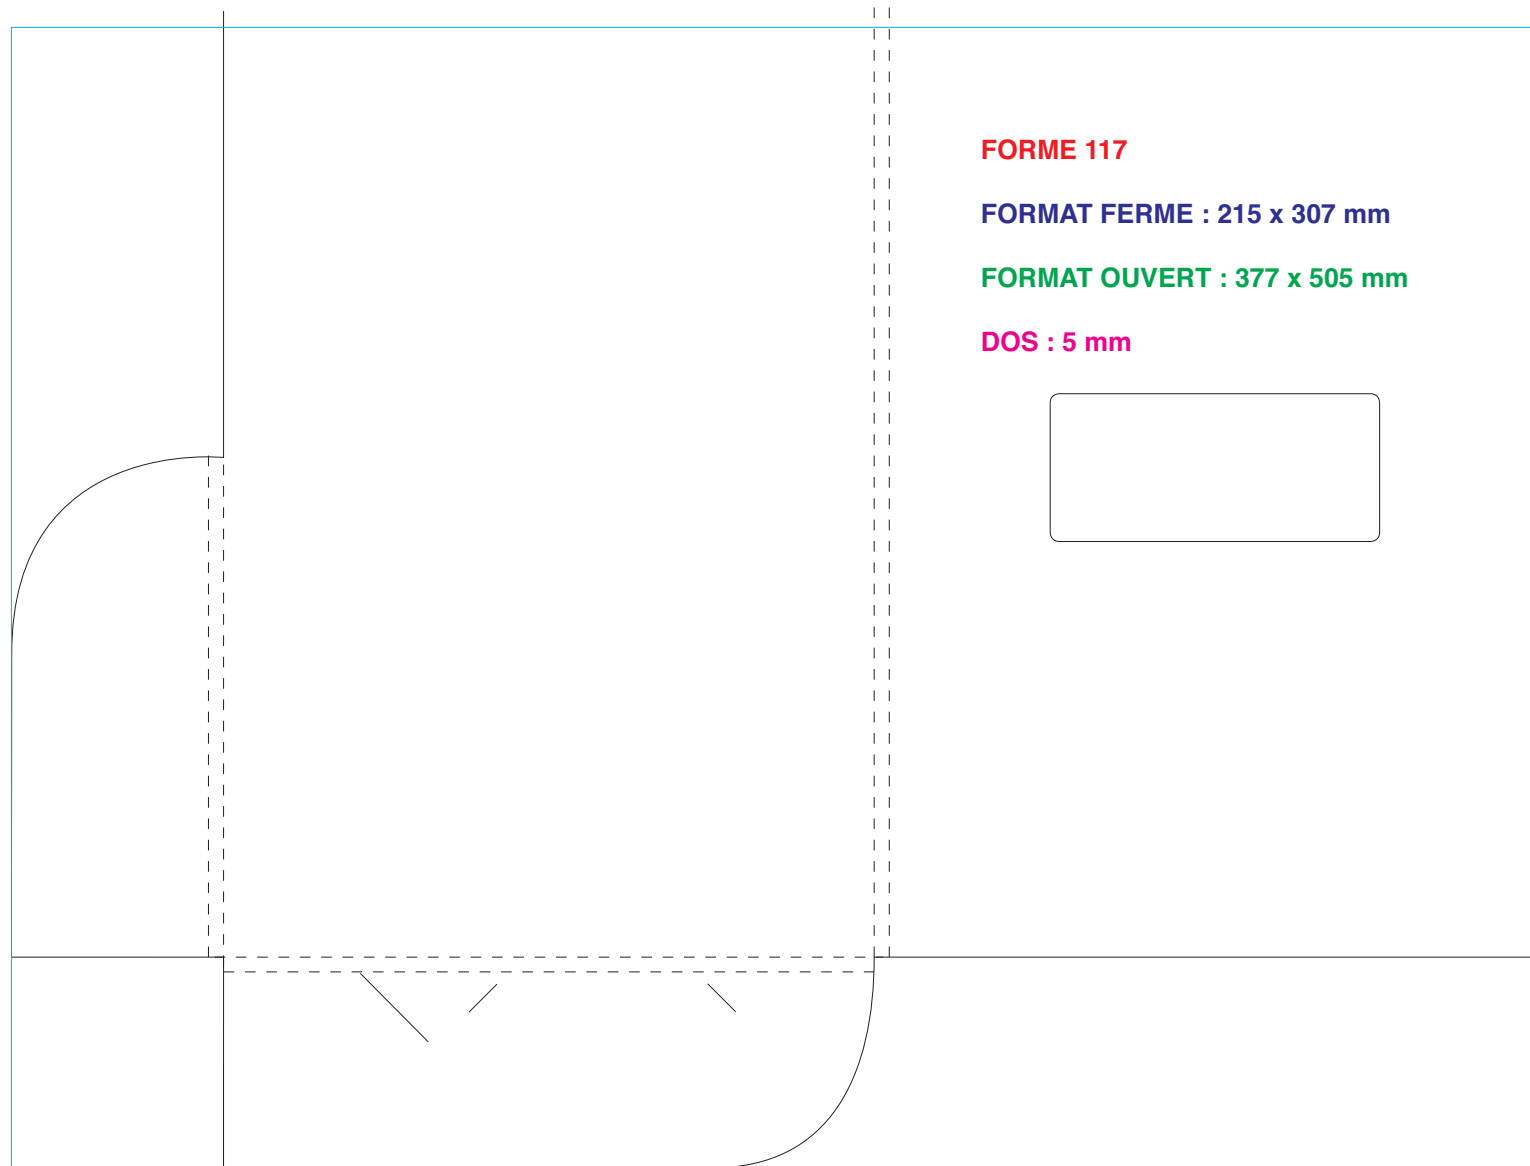 FORME 117
FORMAT FERME : 215 x 307 mm
FORMAT OUVERT : 377 x 505 mm
DOS : 5 mm